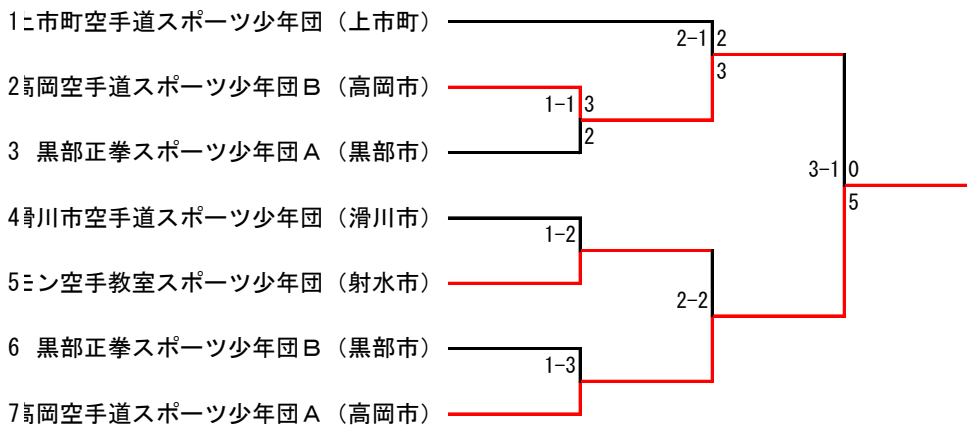 1 上市町空手道スポーツ少年団（上市町）
2 高岡空手道スポーツ少年団Ｂ（高岡市）
3 黒部正拳スポーツ少年団Ａ（黒部市）
4 滑川市空手道スポーツ少年団（滑川市）
5 ン空手教室スポーツ少年団（射水市）
6 黒部正拳スポーツ少年団Ｂ（黒部市）
7 高岡空手道スポーツ少年団Ａ（高岡市）
2-1 2
3
1-1 3
2
3-1 0
5
1-2
2-2
1-3